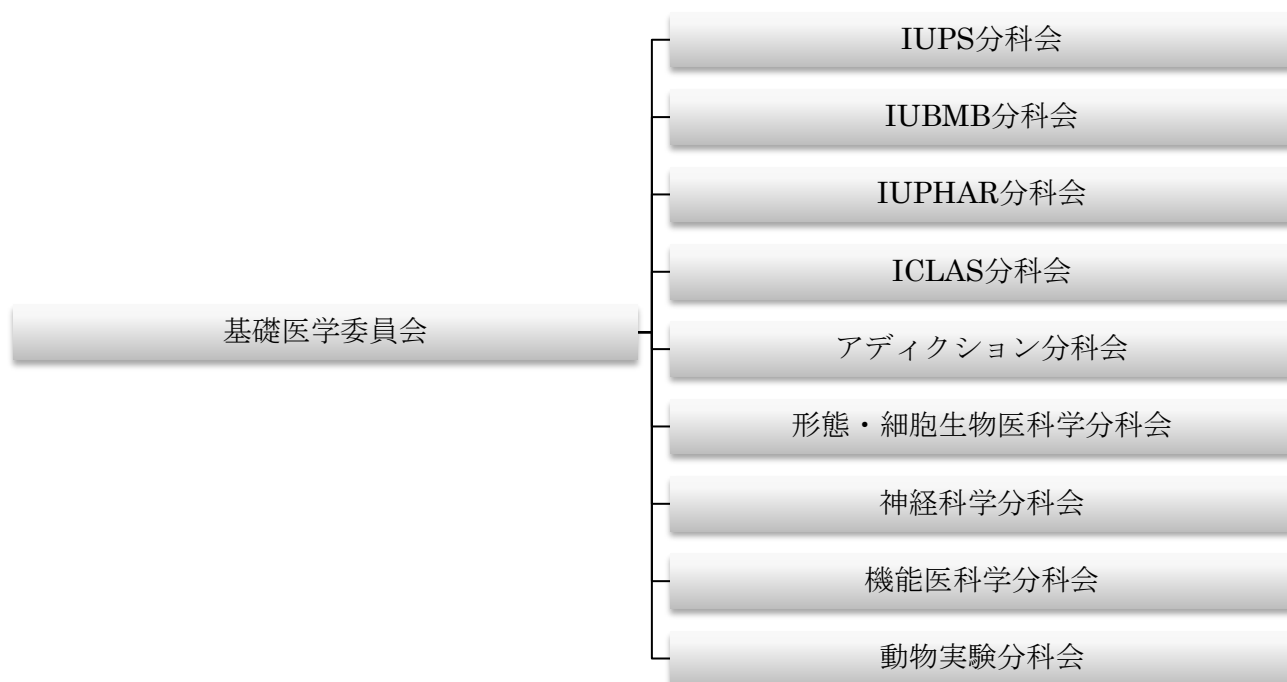 IUPS分科会
IUBMB分科会
IUPHAR分科会
ICLAS分科会
基礎医学委員会
アディクション分科会
形態・細胞生物医科学分科会
神経科学分科会
機能医科学分科会
動物実験分科会